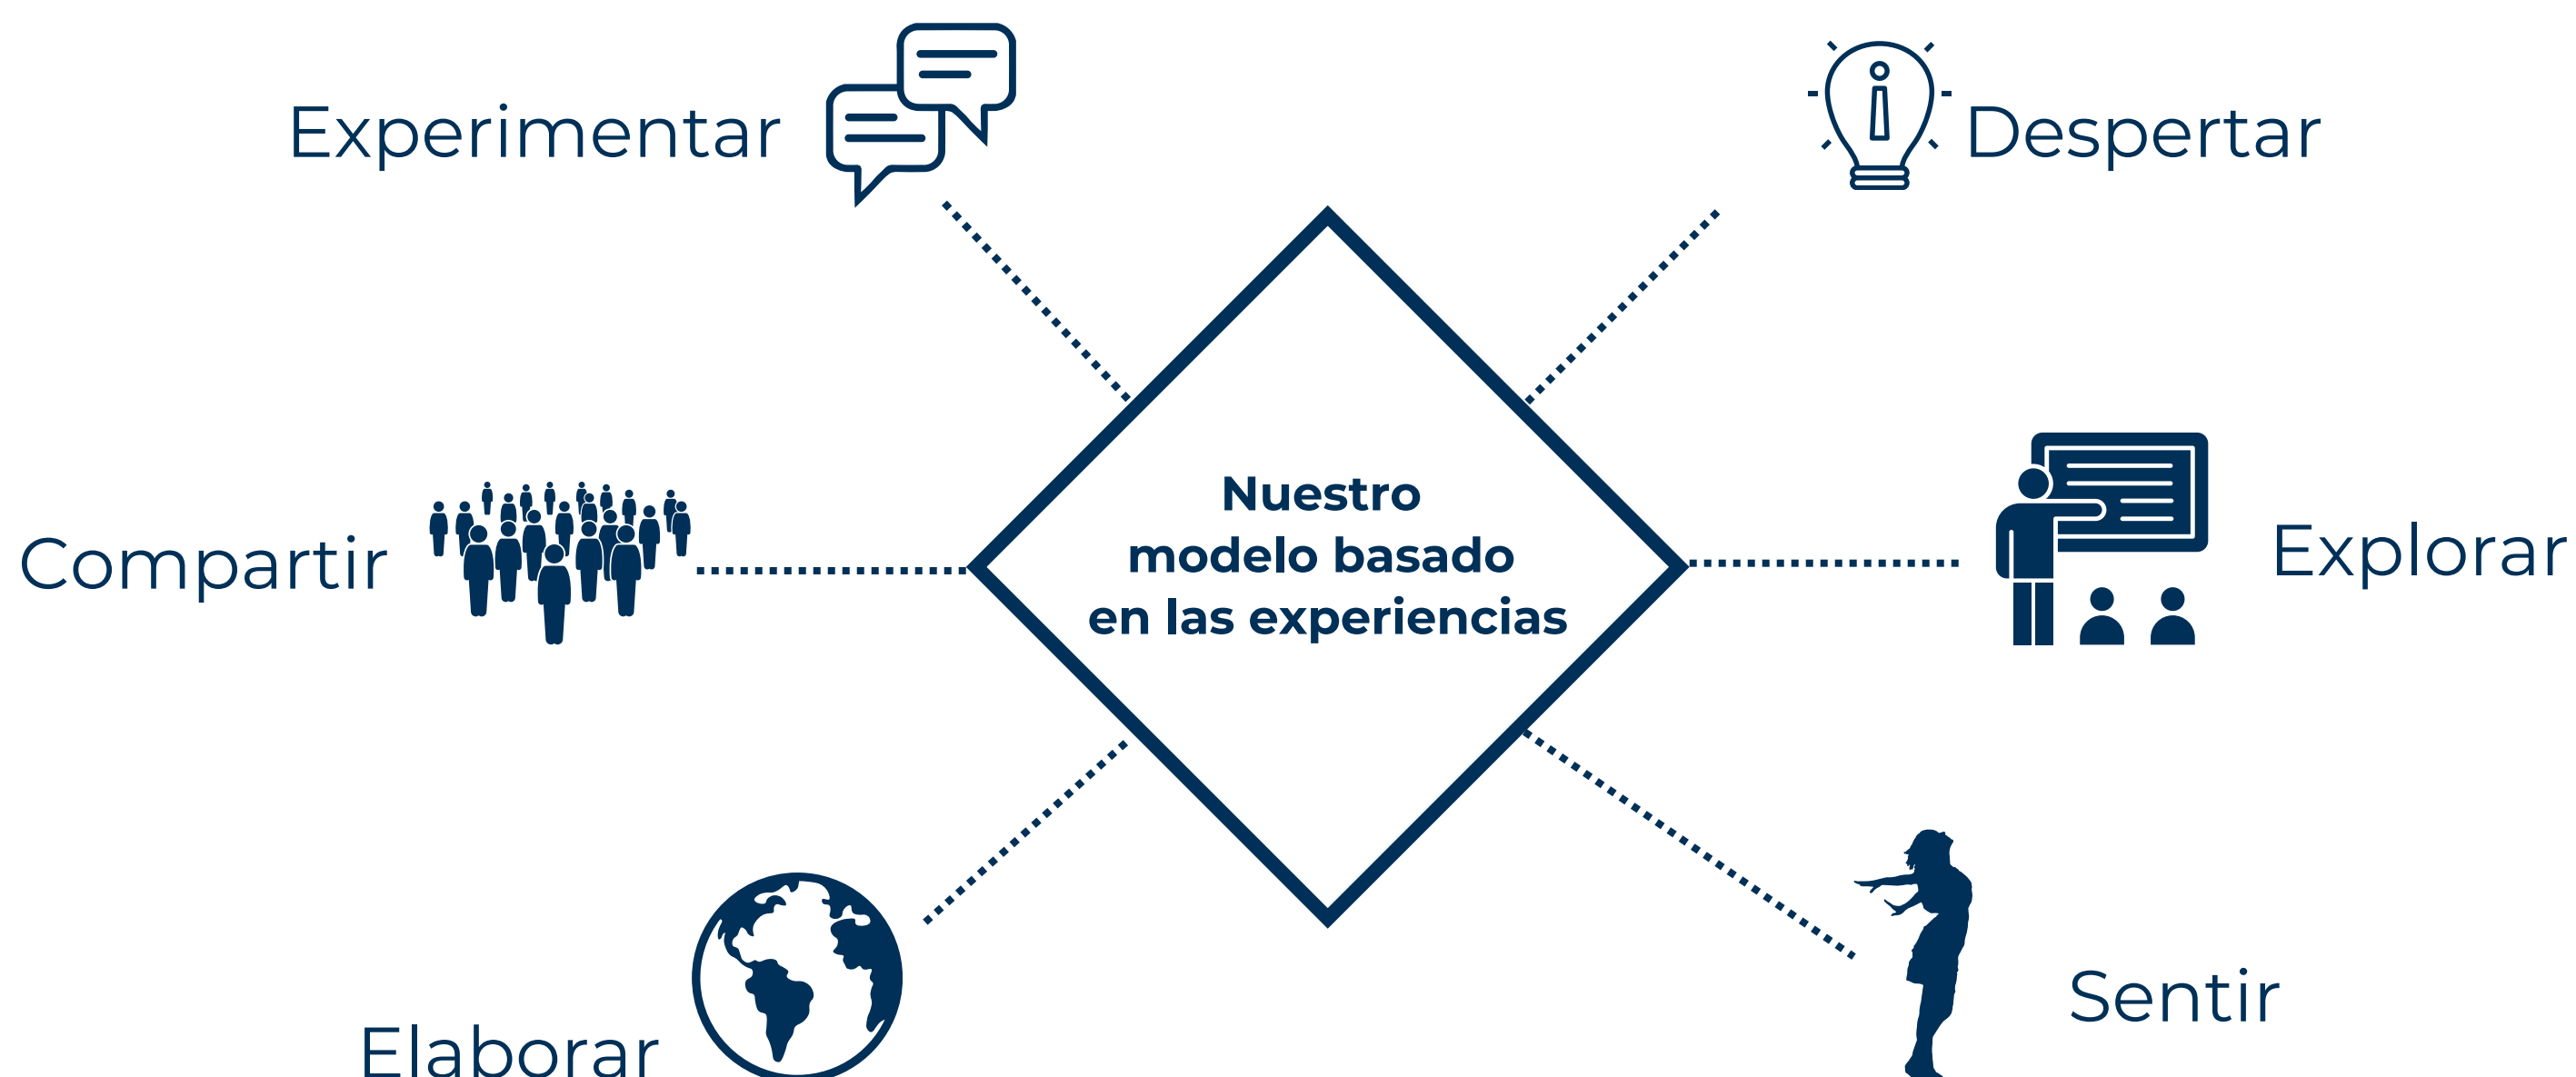 Experimentar
Despertar
Nuestro
modelo basado
en las experiencias
Compartir
Explorar
Sentir
Elaborar